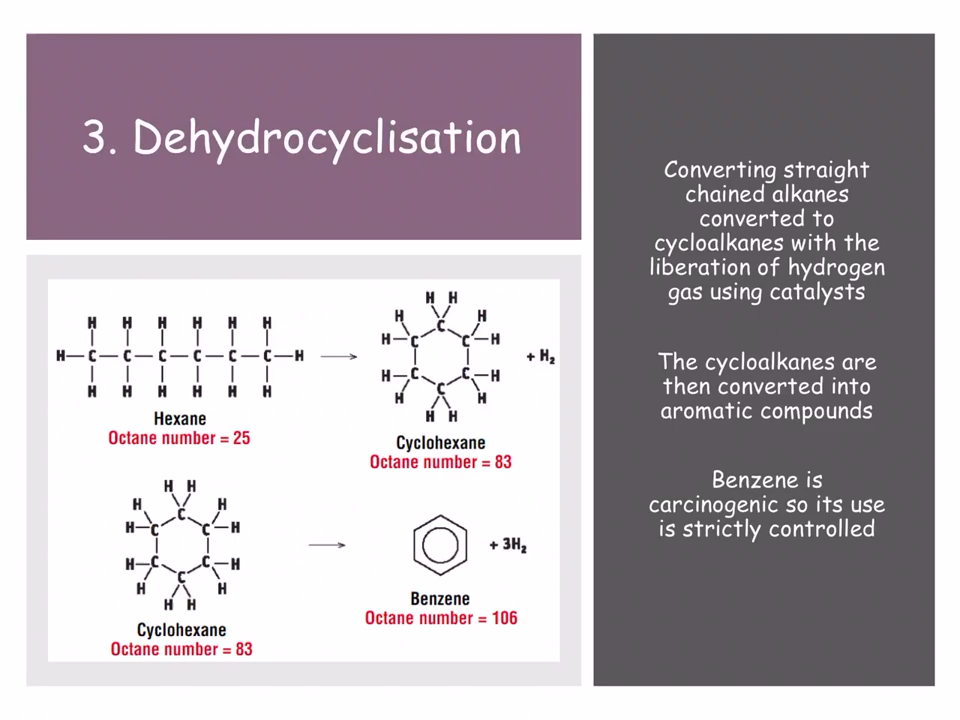 3. Dehydrocyclisation
H H H H H H
H C C C C C C H
H H H H H H
Hexane
Octane number = 25
H H
H C H
H C C H
H C C H
H C H
H H
Cyclohexane
Octane number = 83
+ H₂
H H
H C H
H C C H
H C C H
H C H
H H
Cyclohexane
Octane number = 83
Benzene
Octane number = 106
+ 3H₂
Converting straight
chained alkanes
converted to
cycloalkanes with the
liberation of hydrogen
gas using catalysts
The cycloalkanes are
then converted into
aromatic compounds
Benzene is
carcinogenic so its use
is strictly controlled